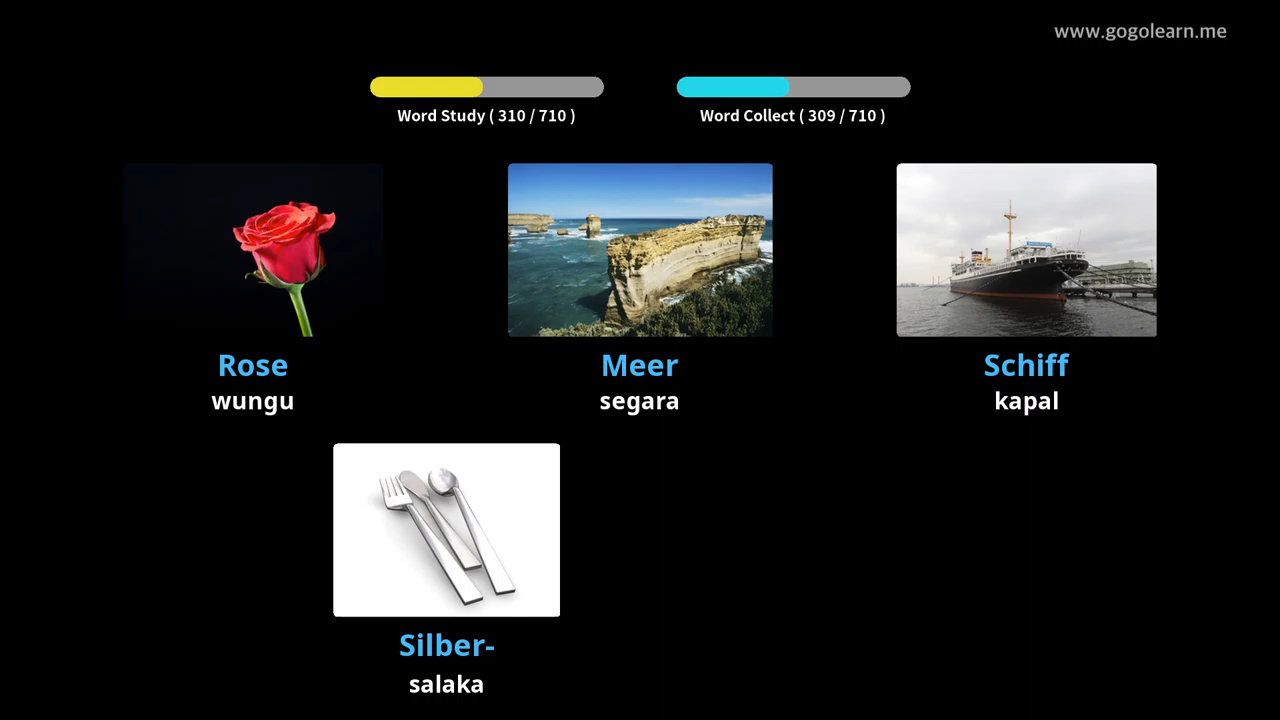 www.gogolearn.me
Word Study ( 310 / 710 )
Word Collect ( 309 / 710 )
Rose
wungu
Meer
segara
Schiff
kapal
Silber-
salaka